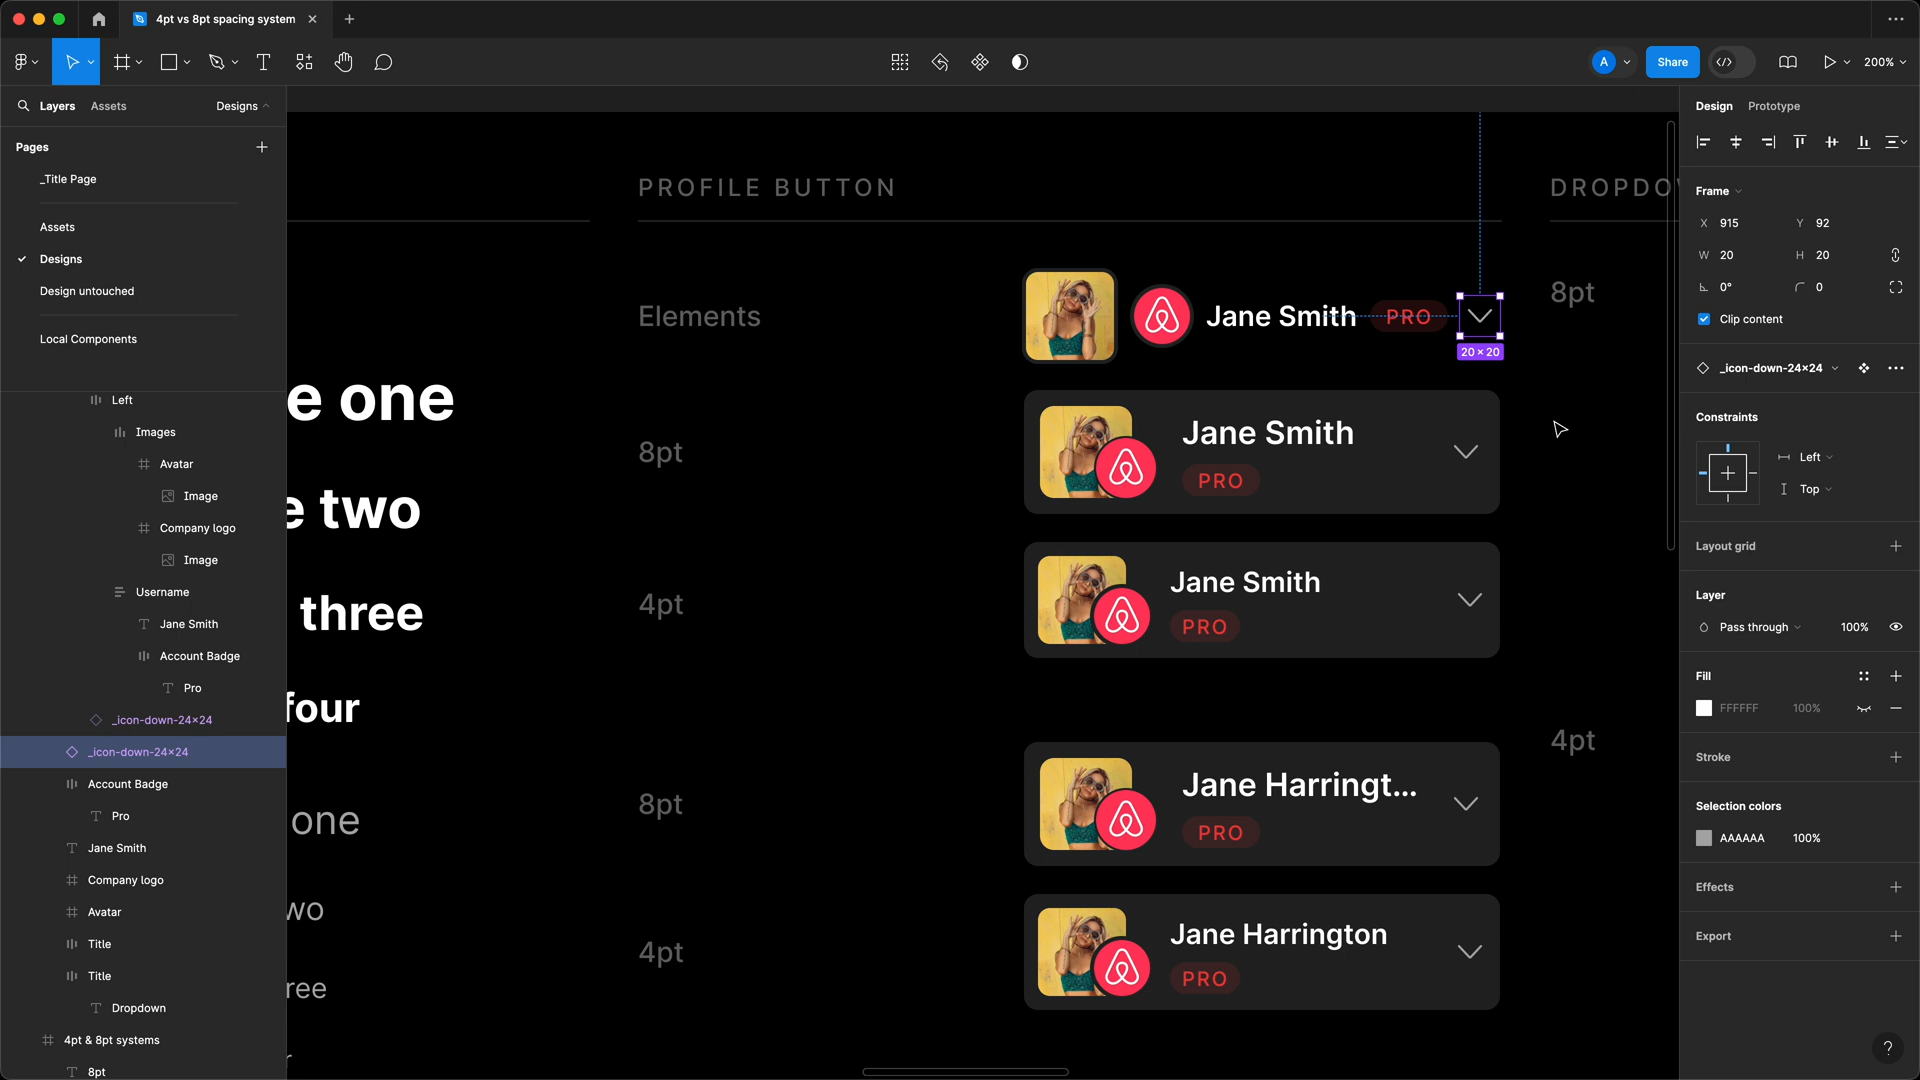 4pt vs 8pt spacing system
A
Share
200%
Layers
Assets
Designs
Pages
_Title Page
Assets
Designs
Design untouched
Local Components
Left
Images
Avatar
Image
Company logo
Image
Username
Jane Smith
Account Badge
Pro
_icon-down-24×24
_icon-down-24×24
Account Badge
Pro
Jane Smith
Company logo
Avatar
Title
Title
Dropdown
4pt & 8pt systems
8pt
e one
e two
three
four
one
wo
ree
PROFILE BUTTON
Elements
Jane Smith
PRO
20 × 20
8pt
Jane Smith
PRO
4pt
Jane Smith
PRO
8pt
Jane Harringt...
PRO
4pt
Jane Harrington
PRO
DROPDO
8pt
4pt
Design
Prototype
Frame
X 915
Y 92
W 20
H 20
0°
0
Clip content
_icon-down-24×24
Constraints
Left
Top
Layout grid
Layer
Pass through
100%
Fill
FFFFFF
100%
Stroke
Selection colors
AAAAAA
100%
Effects
Export
?